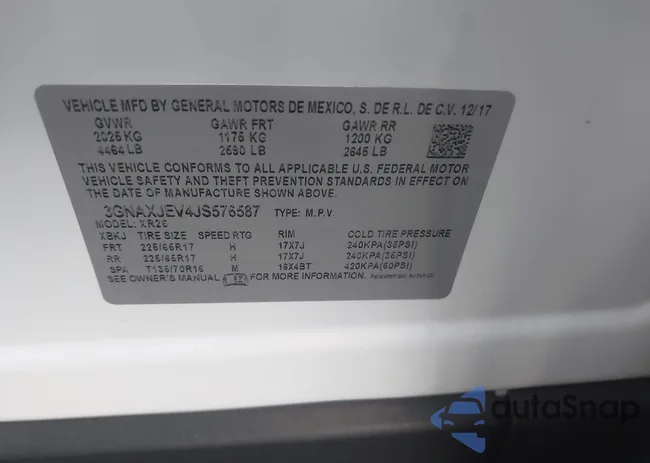 VEHICLE MFD BY GENERAL MOTORS DE MEXICO, S. DE R.L. DE C.V. 12/17
GVWR GAWR FRT GAWR RR
2025 KG 1175 KG 1200 KG
4464 LB 2590 LB 2645 LB
THIS VEHICLE CONFORMS TO ALL APPLICABLE U.S. FEDERAL MOTOR
VEHICLE SAFETY AND THEFT PREVENTION STANDARDS IN EFFECT ON
THE DATE OF MANUFACTURE SHOWN ABOVE.
3GNAXJEV4JS576587 TYPE: M.P.V.
MODEL: XR26
XBKJ TIRE SIZE SPEED RTG RIM COLD TIRE PRESSURE
FRT 225/65R17 H 17X7J 240KPA(35PSI)
RR 225/65R17 H 17X7J 240KPA(35PSI)
SPA T135/70R16 M 16X4BT 420KPA(60PSI)
SEE OWNER'S MANUAL FOR MORE INFORMATION.
autoSnap